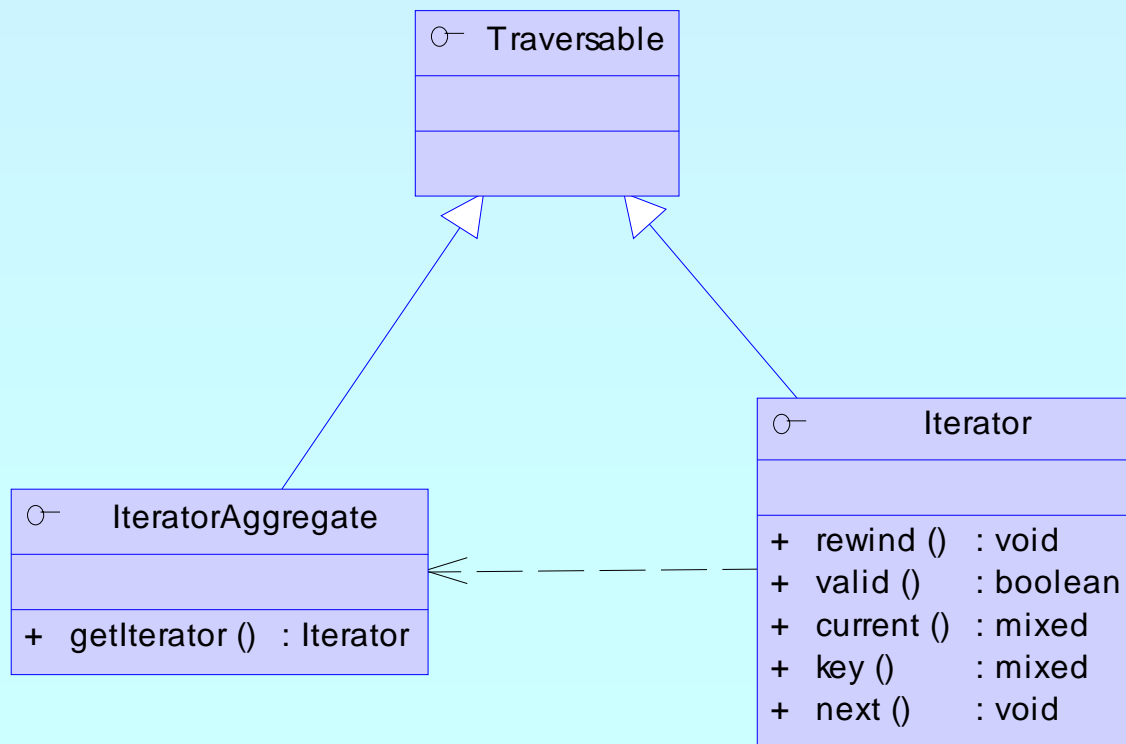 Traversable
IteratorAggregate
+ getIterator () : Iterator
Iterator
+ rewind () : void
+ valid () : boolean
+ current () : mixed
+ key () : mixed
+ next () : void